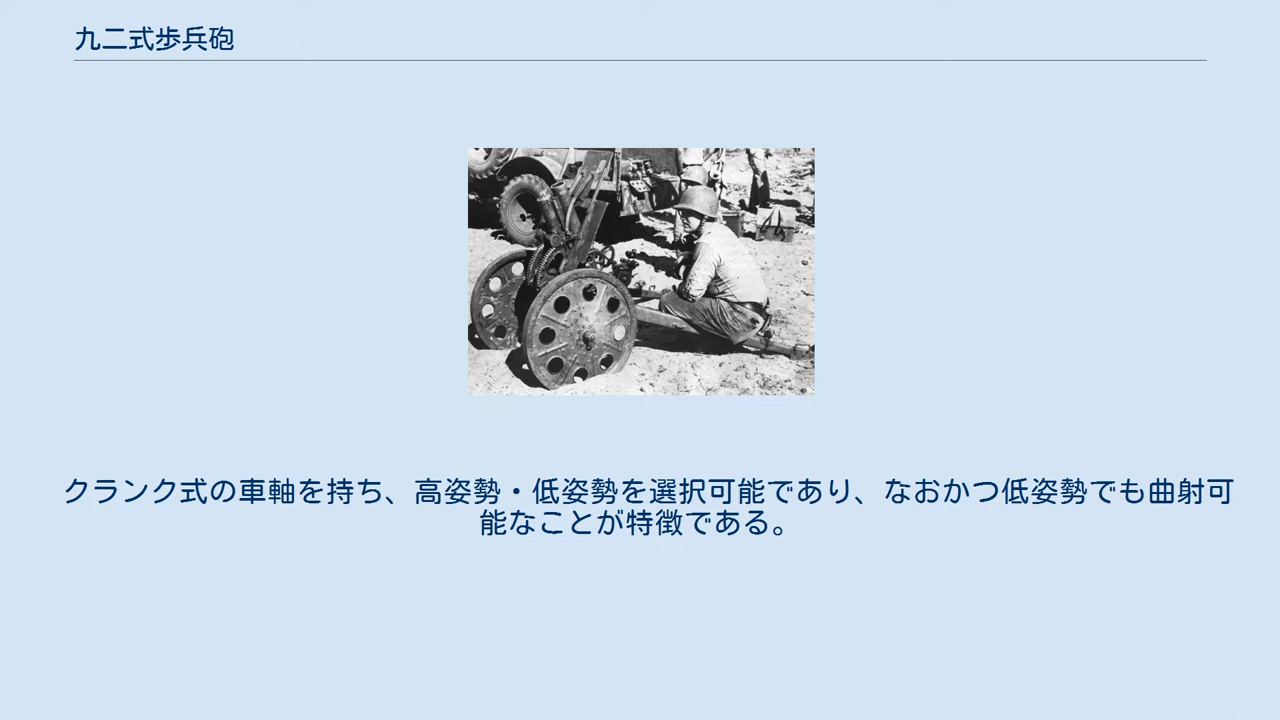 九二式歩兵砲
クランク式の車軸を持ち、高姿勢・低姿勢を選択可能であり、なおかつ低姿勢でも曲射可
能なことが特徴である。